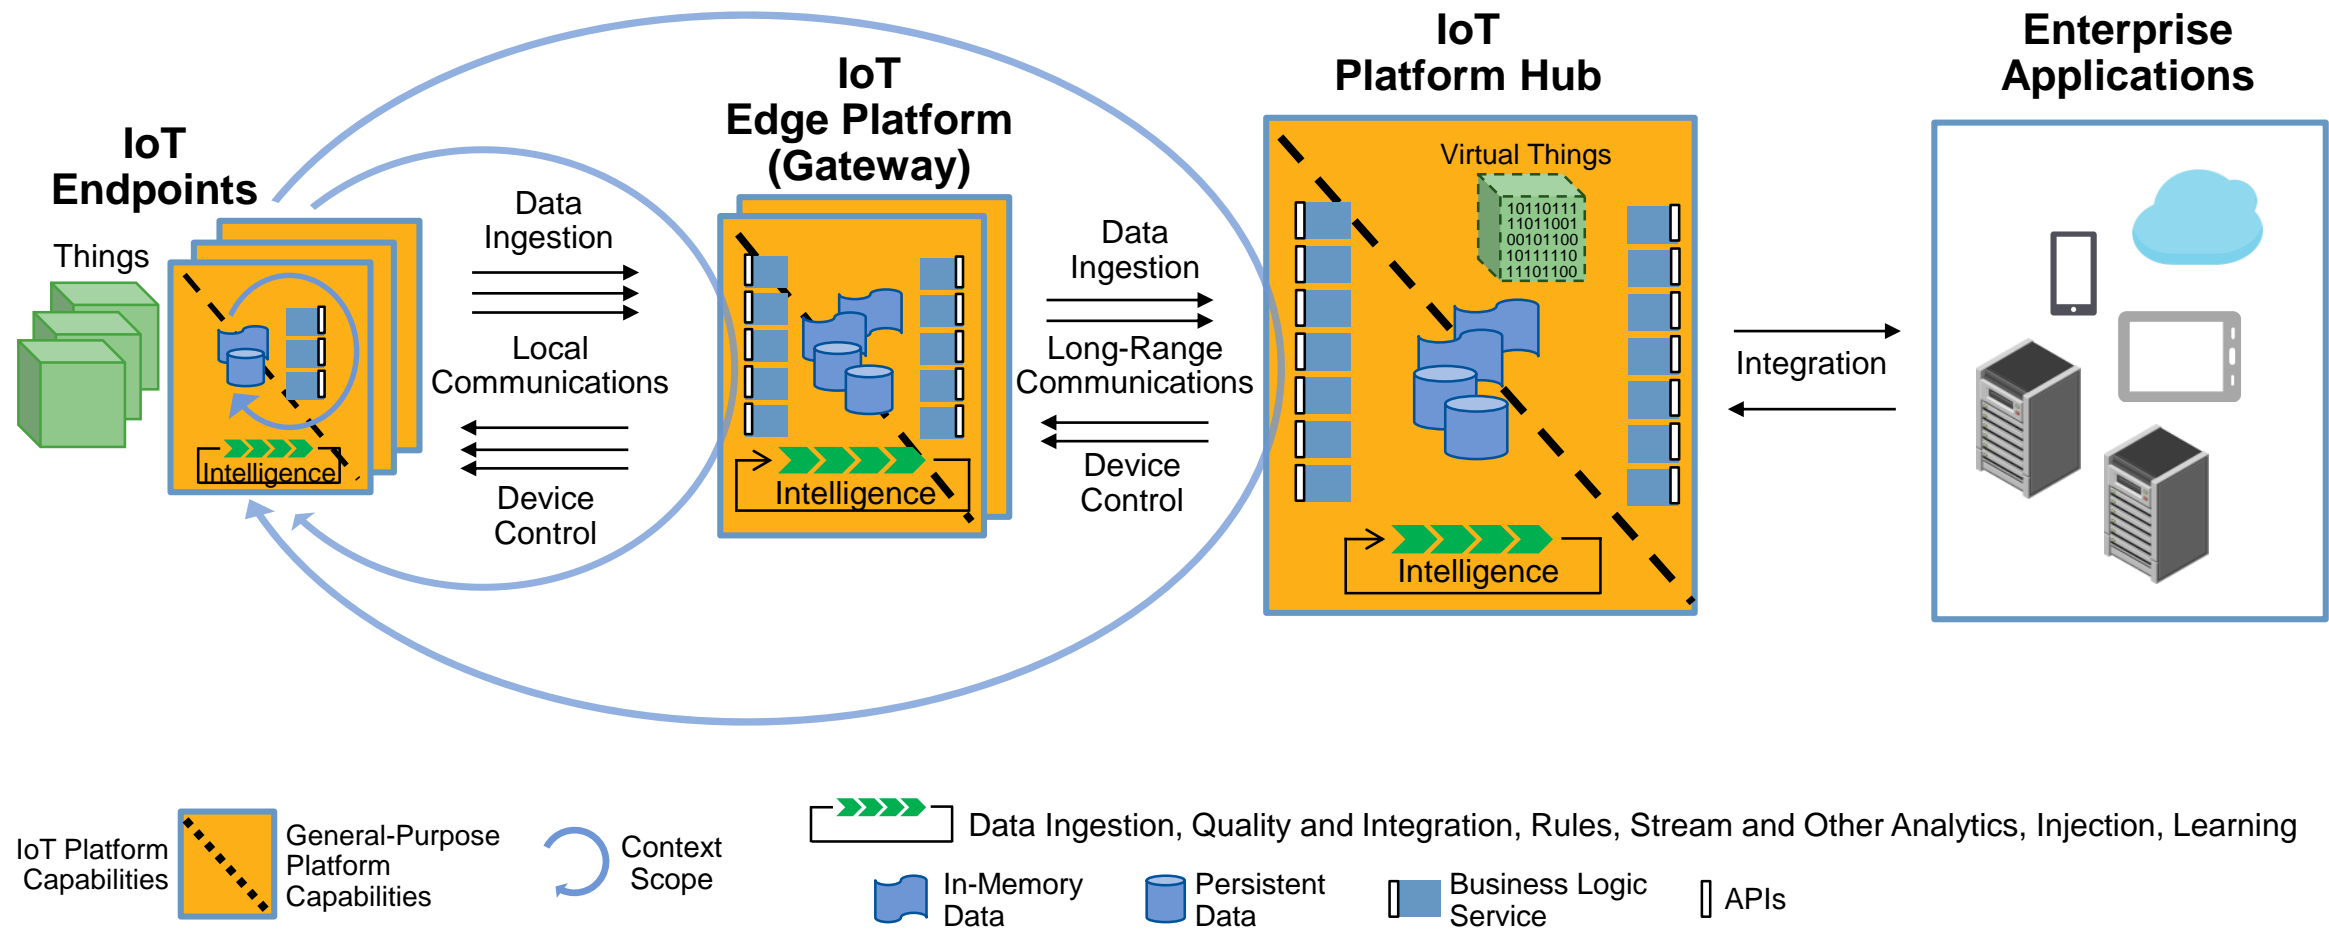 IoT
Endpoints
Things
Intelligence
Data
Ingestion
Local
Communications
Device
Control
IoT
Edge Platform
(Gateway)
Intelligence
Data
Ingestion
Long-Range
Communications
Device
Control
IoT
Platform Hub
Virtual Things
10110111
11011001
00101100
10111110
11101100
Intelligence
Integration
Enterprise
Applications
IoT Platform
Capabilities
General-Purpose
Platform
Capabilities
Context
Scope
Data Ingestion, Quality and Integration, Rules, Stream and Other Analytics, Injection, Learning
In-Memory
Data
Persistent
Data
Business Logic
Service
APIs